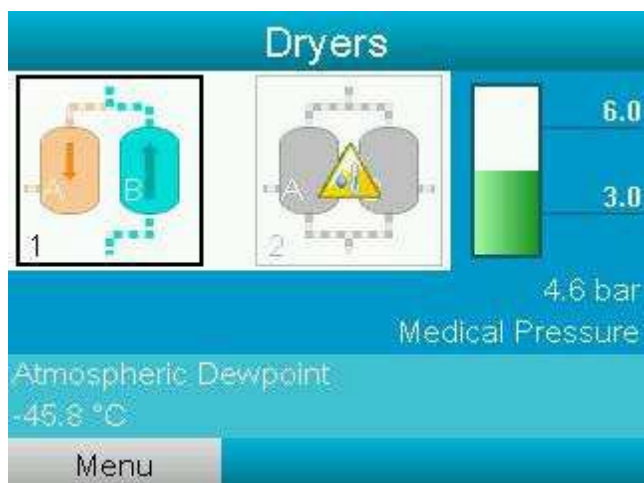 Dryers
A
B
1
A
2
6.0
3.0
4.6 bar
Medical Pressure
Atmospheric Dewpoint
-45.8 °C
Menu